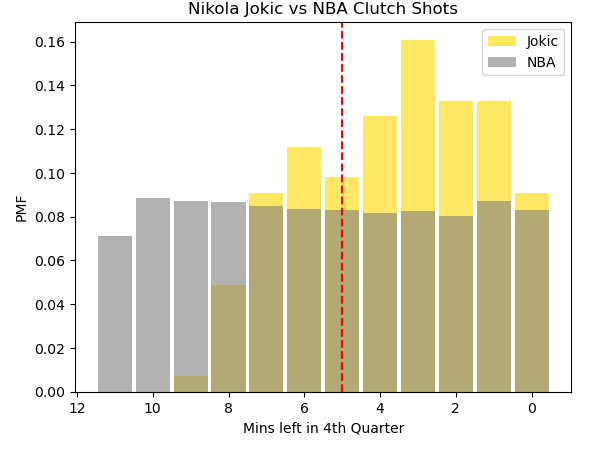 Nikola Jokic vs NBA Clutch Shots
Jokic
NBA
0.16
0.14
0.12
0.10
0.08
0.06
0.04
0.02
0.00
PMF
12 10 8 6 4 2 0
Mins left in 4th Quarter